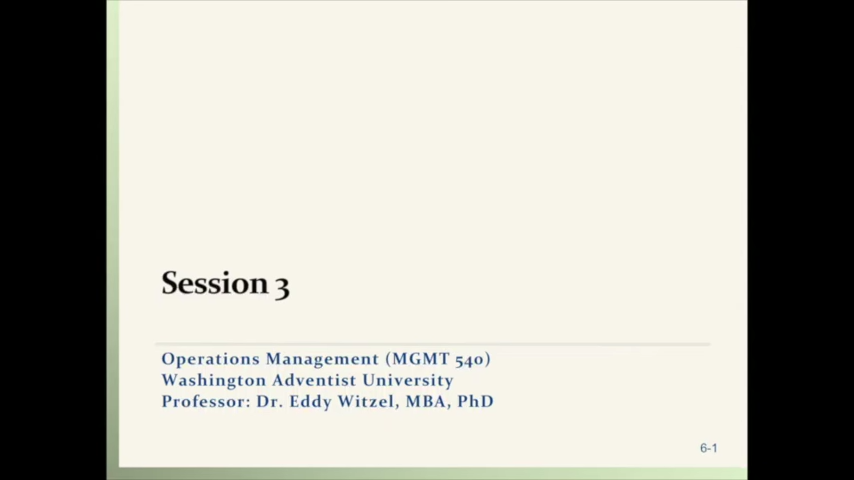 Session 3
Operations Management (MGMT 540)
Washington Adventist University
Professor: Dr. Eddy Witzel, MBA, PhD
6-1